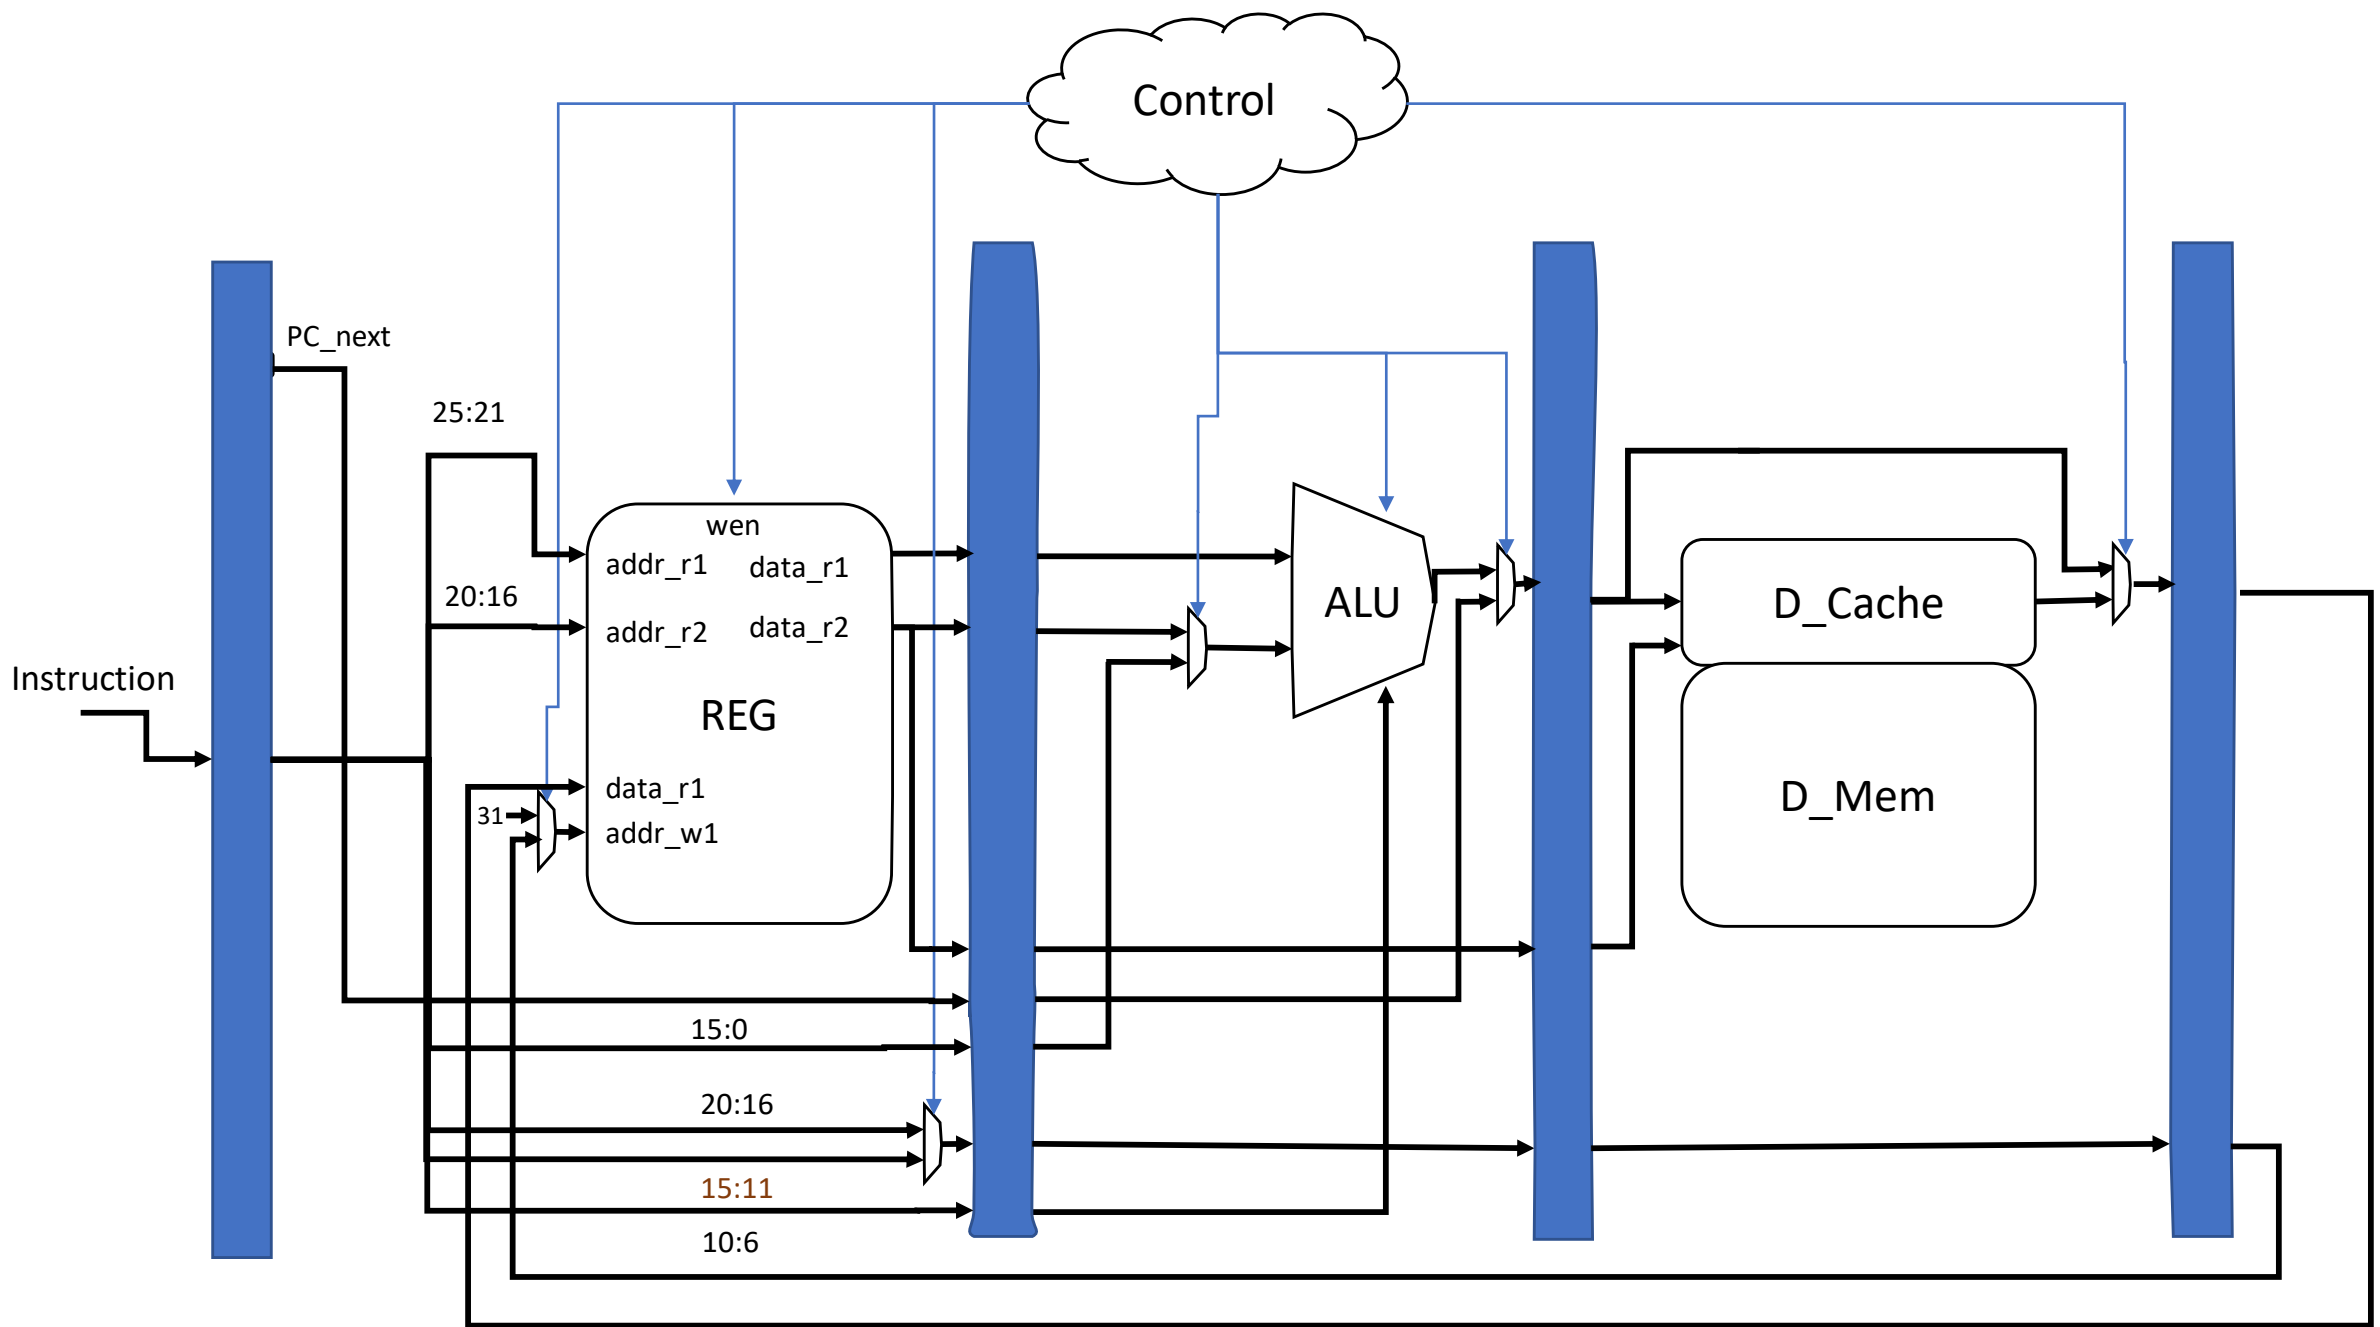 Control
PC_next
25:21
wen
addr_r1
data_r1
20:16
addr_r2
data_r2
ALU
D_Cache
Instruction
REG
data_r1
31
addr_w1
D_Mem
15:0
20:16
15:11
10:6